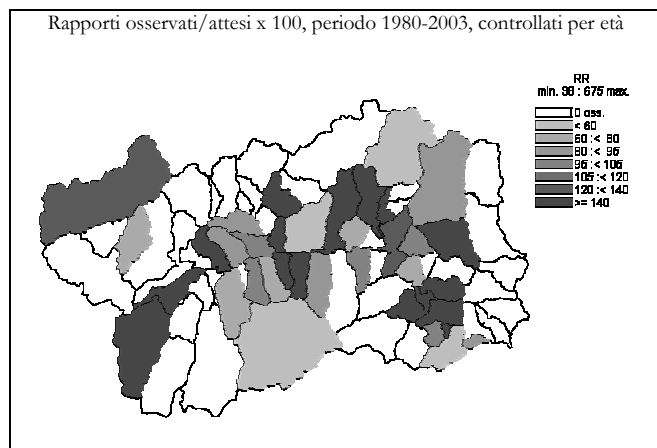 Rapporti osservati/attesi x 100, periodo 1980-2003, controllati per età
RR
min. 38 : 675 max.
0 oss.
< 60
60 :< 80
80 :< 95
95 :< 105
105 :< 120
120 :< 140
>= 140